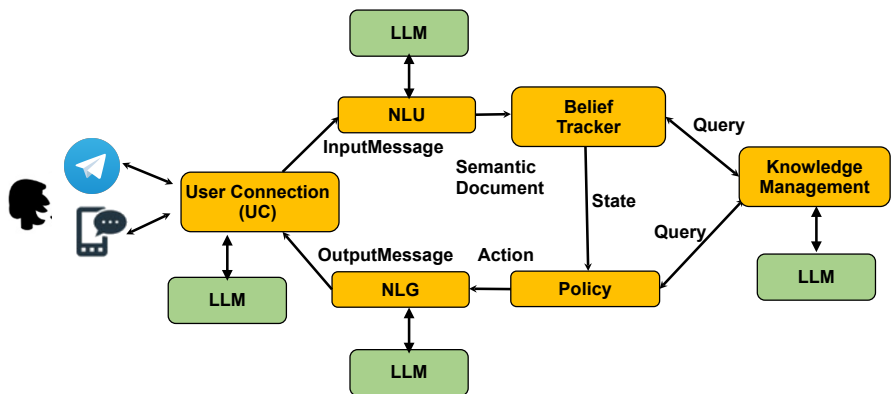 LLM
NLU
InputMessage
Belief
Tracker
Query
Semantic
Document
Knowledge
Management
User Connection
(UC)
State
Query
OutputMessage
Action
LLM
NLG
Policy
LLM
LLM